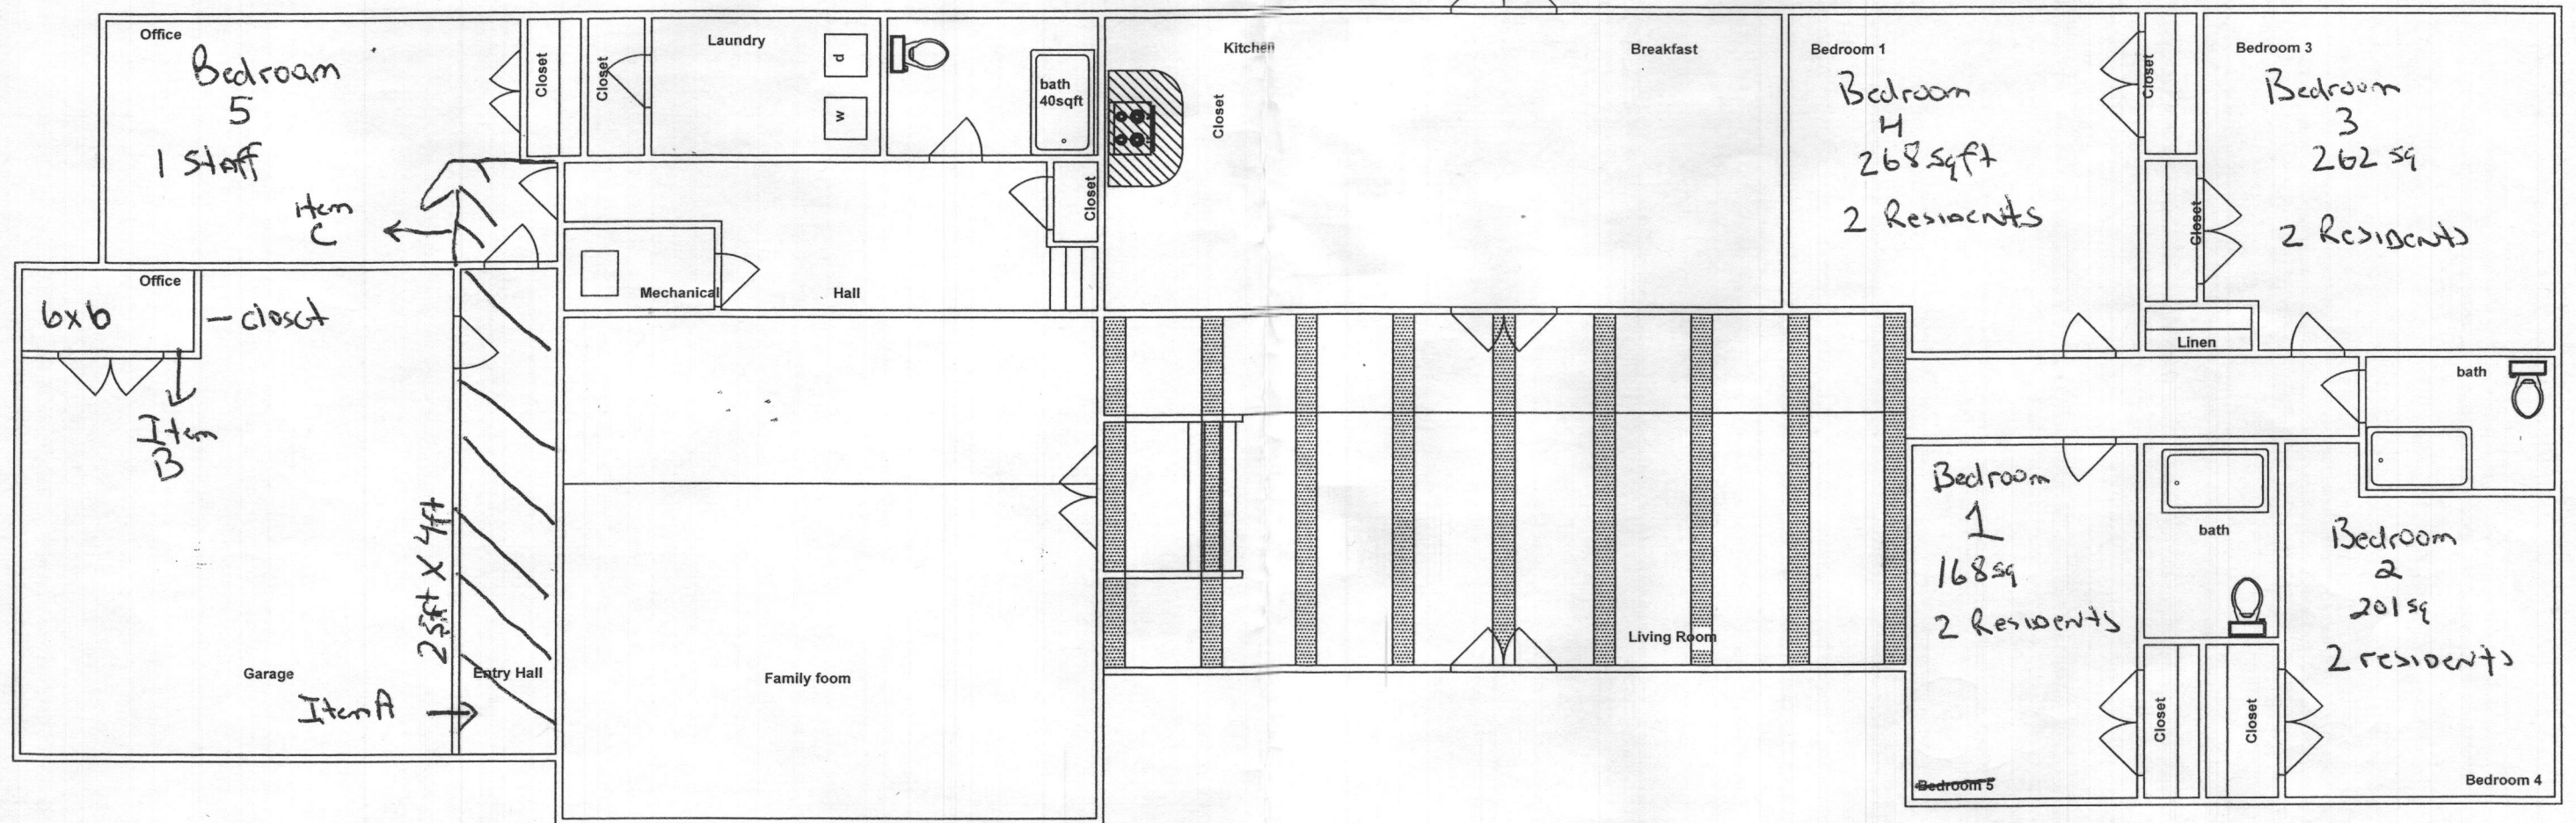 Office
Bedroom
5
1 Staff
Item
C
Closet
Closet
Laundry
d
w
bath
40sqft
Closet
Kitchen
Closet
Breakfast
Bedroom 1
Bedroom
4
268 sqft
2 Residents
Closet
Closet
Bedroom 3
Bedroom
3
262 sq
2 Residents
Office
6x6
- closet
Item
B
Mechanical
Hall
Linen
bath
25ft x 4ft
Garage
Entry Hall
Item A
Family foom
Living Room
Bedroom
1
168 sq
2 Residents
Bedroom 5
bath
Closet
Closet
Bedroom
2
201 sq
2 residents
Bedroom 4